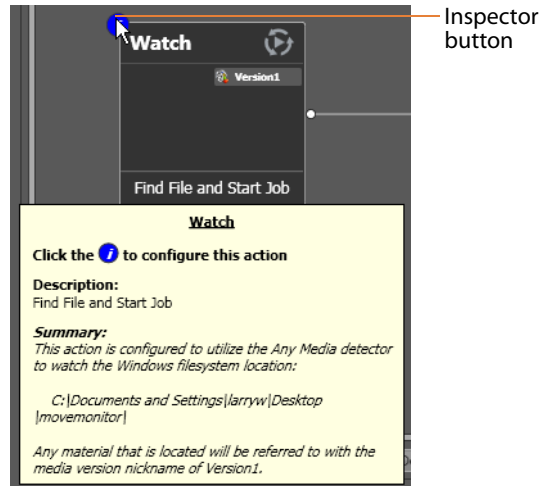 Inspector
button
Watch
Version1
Find File and Start Job
Watch
Click the i to configure this action
Description:
Find File and Start Job
Summary:
This action is configured to utilize the Any Media detector
to watch the Windows filesystem location:
C:|Documents and Settings|larryw|Desktop
|movemonitor|
Any material that is located will be referred to with the
media version nickname of Version1.